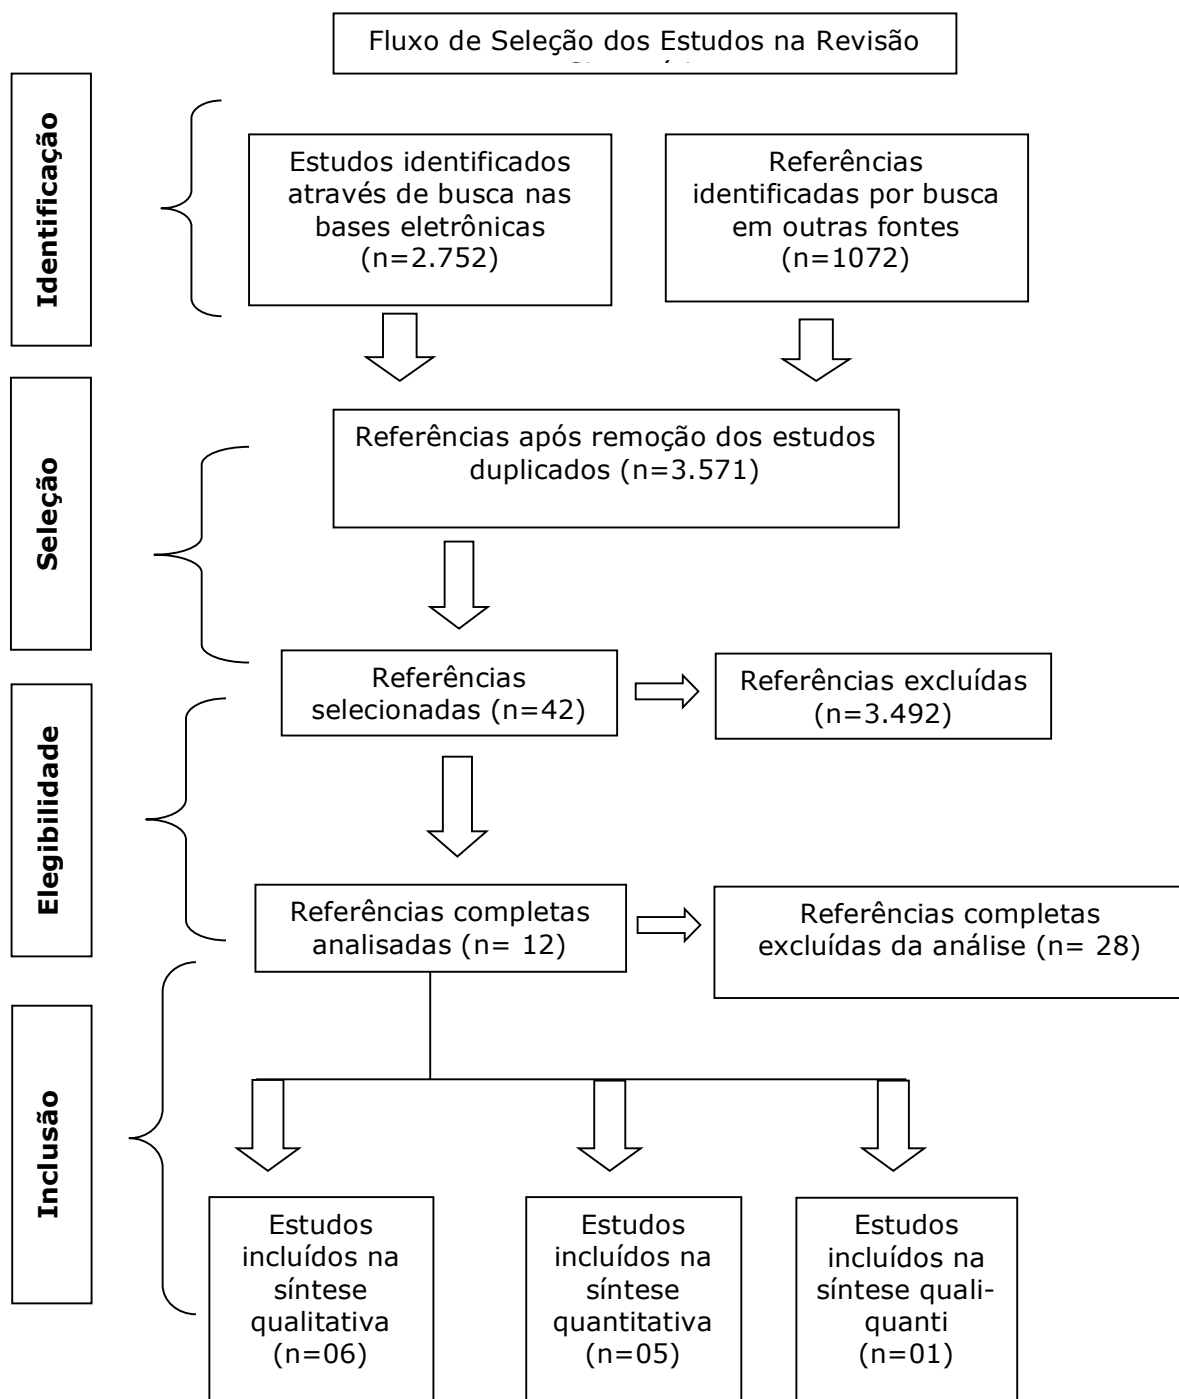 Fluxo de Seleção dos Estudos na Revisão
Identificação
Estudos identificados
através de busca nas
bases eletrônicas
(n=2.752)
Referências
identificadas por busca
em outras fontes
(n=1072)
Seleção
Referências após remoção dos estudos
duplicados (n=3.571)
Referências
selecionadas (n=42)
Referências excluídas
(n=3.492)
Elegibilidade
Referências completas
analisadas (n= 12)
Referências completas
excluídas da análise (n= 28)
Inclusão
Estudos
incluídos na
síntese
qualitativa
(n=06)
Estudos
incluídos na
síntese
quantitativa
(n=05)
Estudos
incluídos na
síntese quali-
quanti
(n=01)